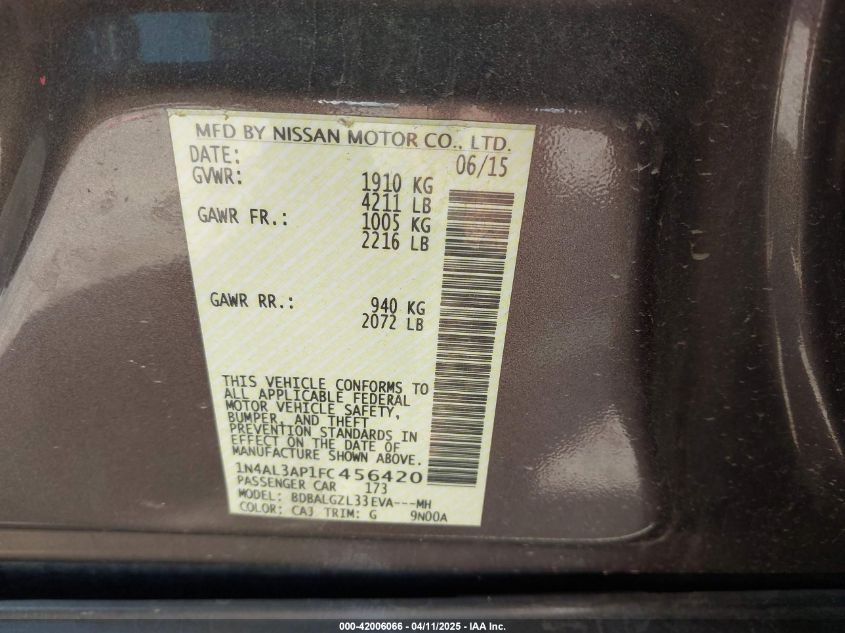 MFD BY NISSAN MOTOR CO., LTD.
DATE: 06/15
GVWR: 1910 KG
4211 LB
GAWR FR.: 1005 KG
2216 LB
GAWR RR.: 940 KG
2072 LB
THIS VEHICLE CONFORMS TO
ALL APPLICABLE FEDERAL
MOTOR VEHICLE SAFETY,
BUMPER, AND THEFT
PREVENTION STANDARDS IN
EFFECT ON THE DATE OF
MANUFACTURE SHOWN ABOVE.
1N4AL3AP1FC456420
PASSENGER CAR 173
MODEL: BDBALGZL33EVA---MH
COLOR: CA3 TRIM: G 9N00A
000-42006066 - 04/11/2025 - IAA Inc.